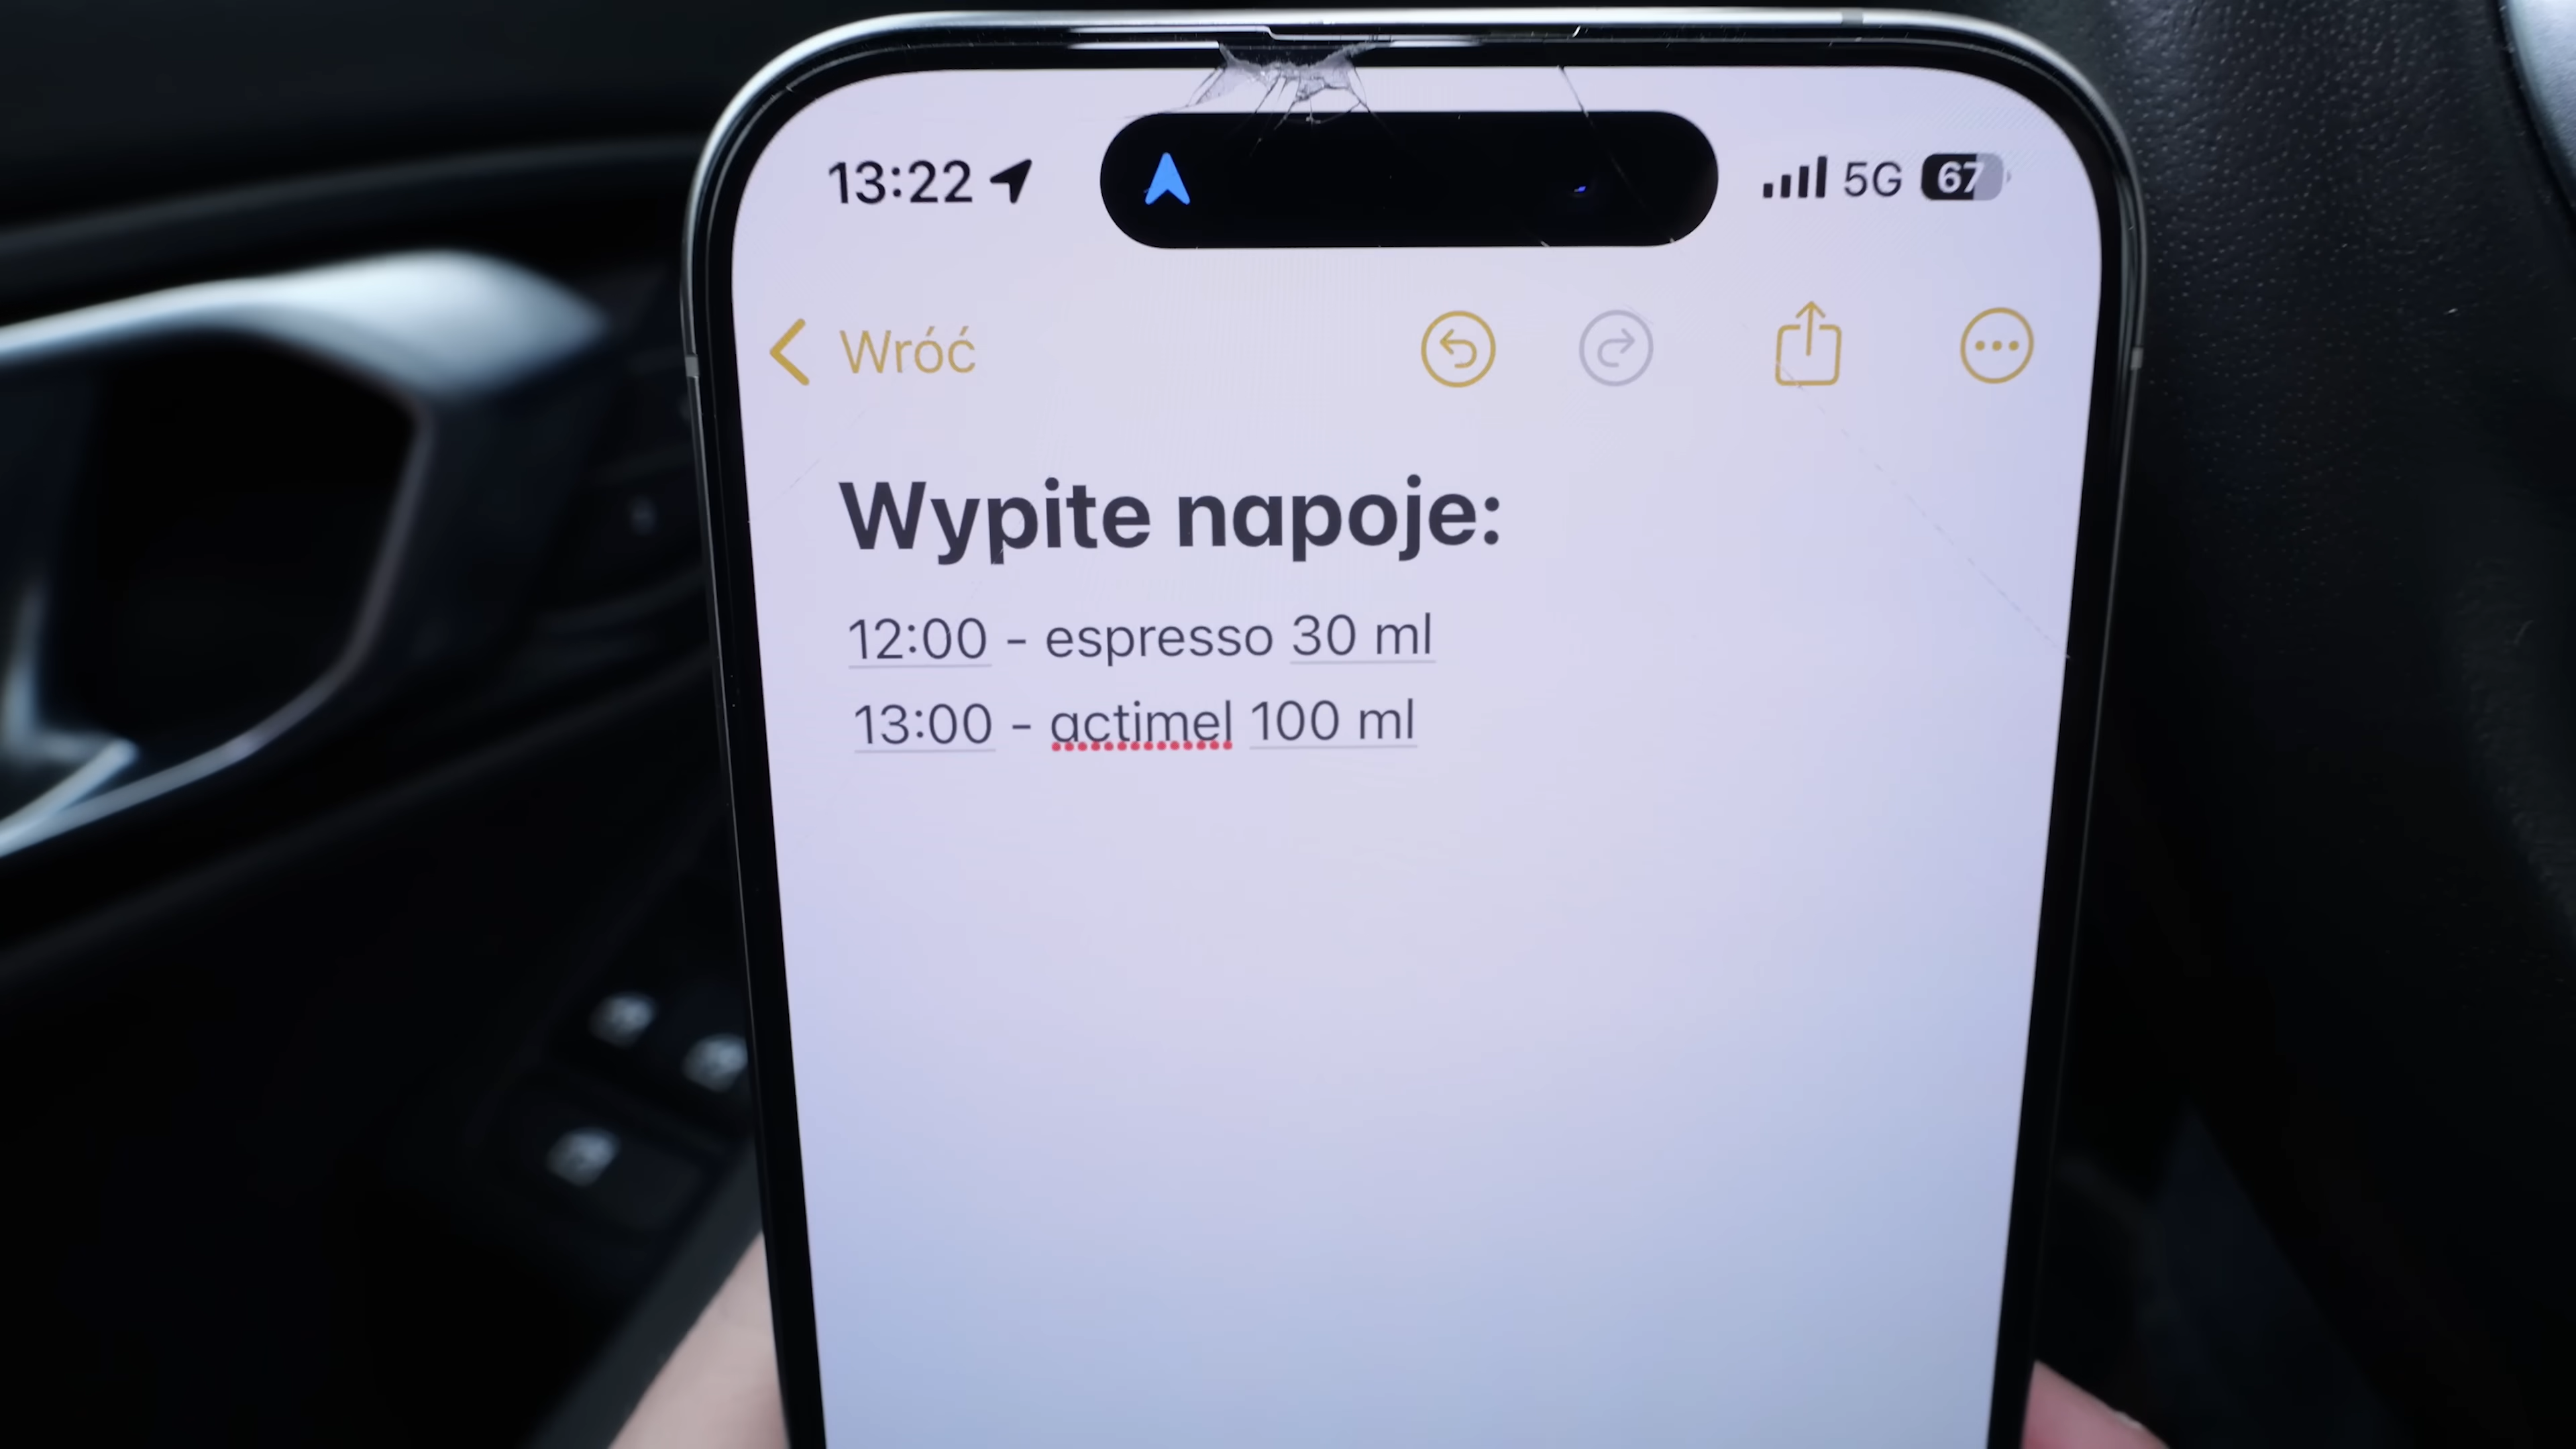 13:22 5G 67
Wróć
Wypite napoje:
12:00 - espresso 30 ml
13:00 - actimel 100 ml